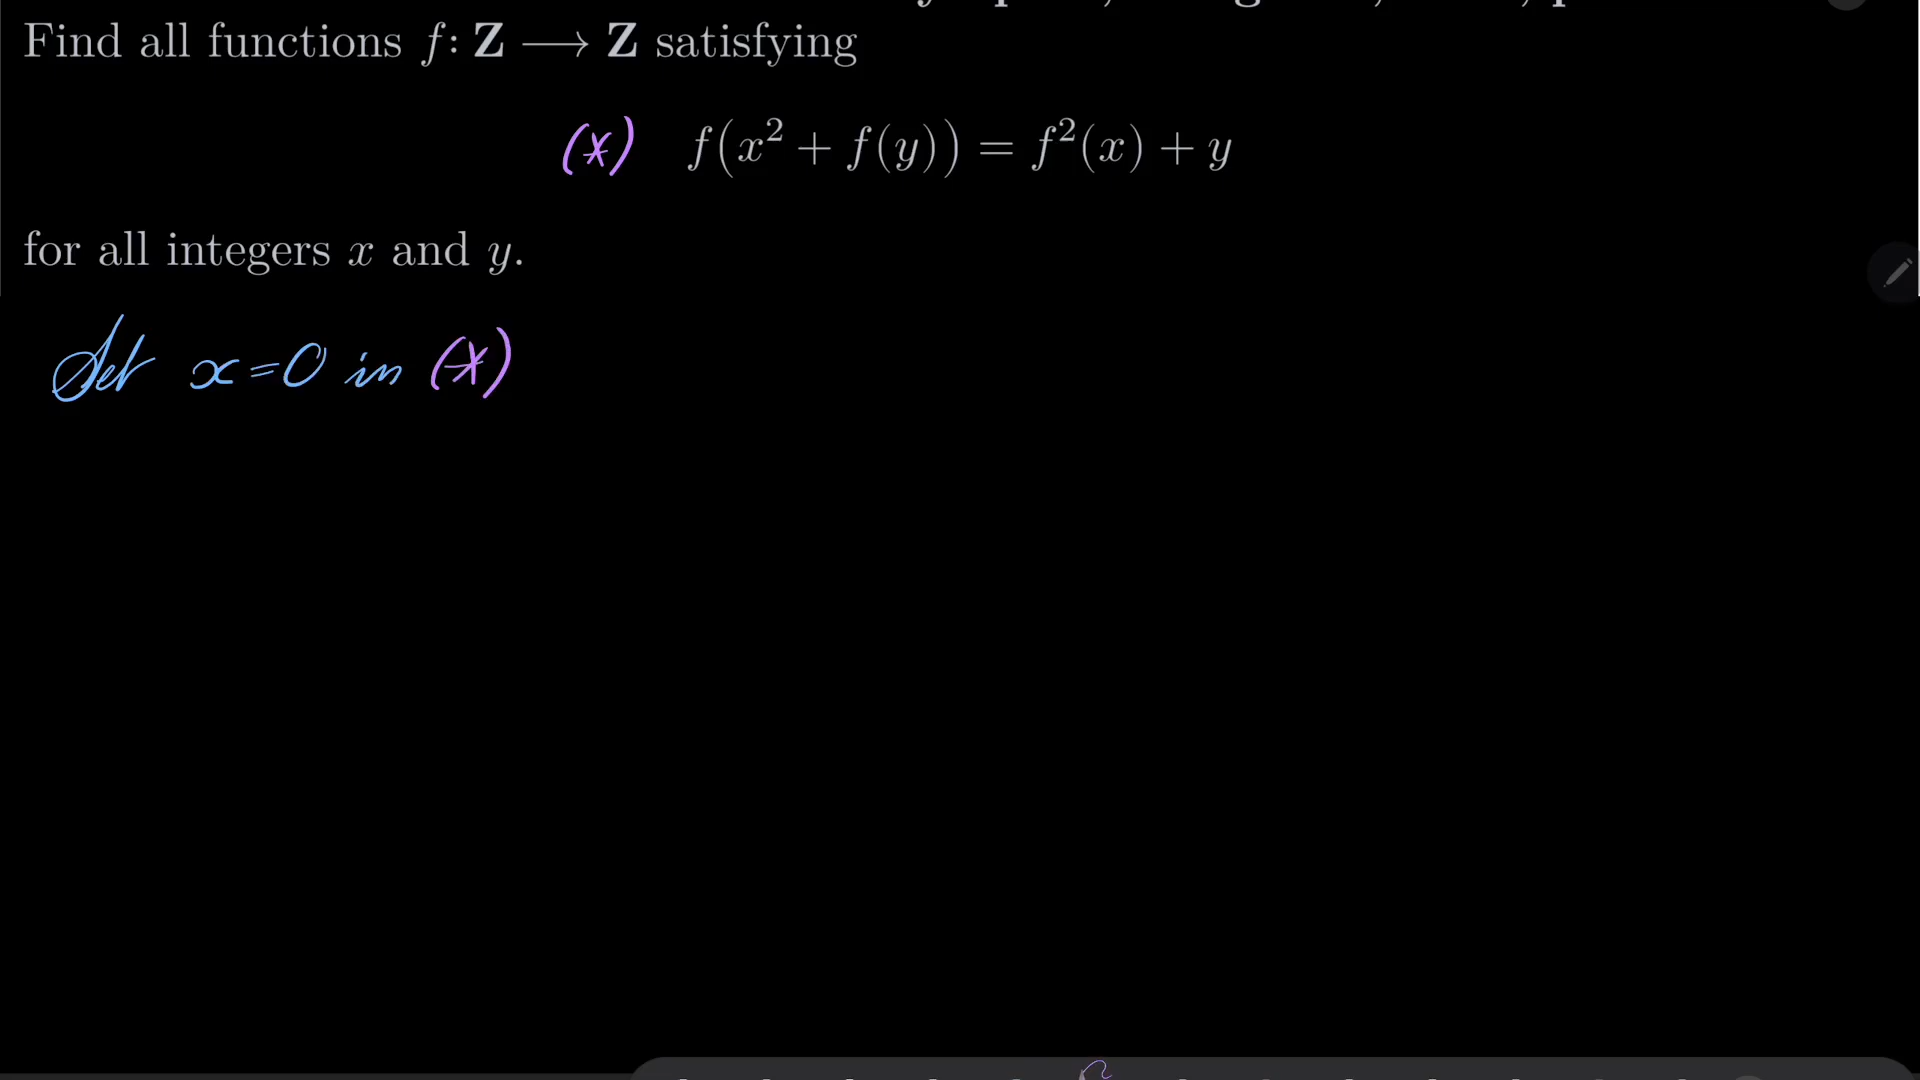 Find all functions f: Z ⟶ Z satisfying
(*) f(x² + f(y)) = f²(x) + y
for all integers x and y.
Set x=0 in (*)